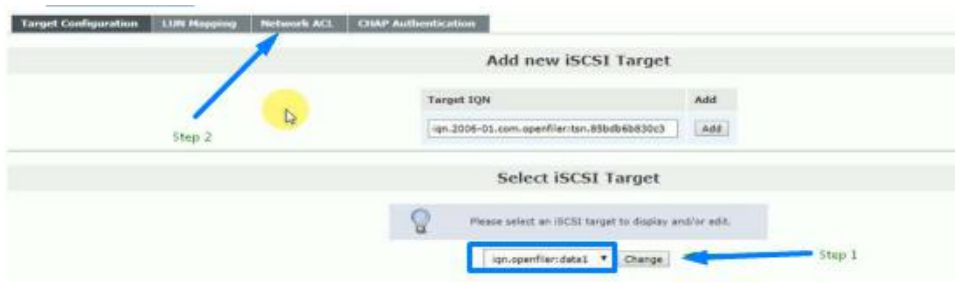 Target Configuration LUN Mapping Network ACL CHAP Authentication
Add new iSCSI Target
Target IQN Add
iqn.2006-01.com.openfiler:tsn.85bdb6b830c3 Add
Step 2
Select iSCSI Target
Please select an iSCSI target to display and/or edit.
iqn.openfiler:data1 Change
Step 1